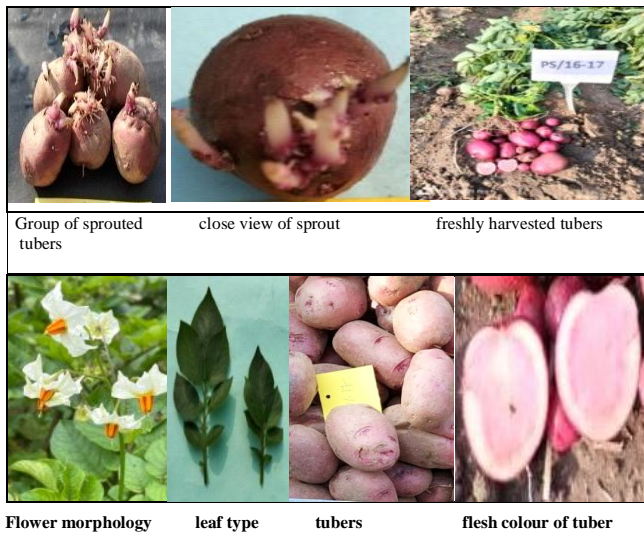 PS/16-17
Group of sprouted
tubers
close view of sprout
freshly harvested tubers
Flower morphology
leaf type
tubers
flesh colour of tuber